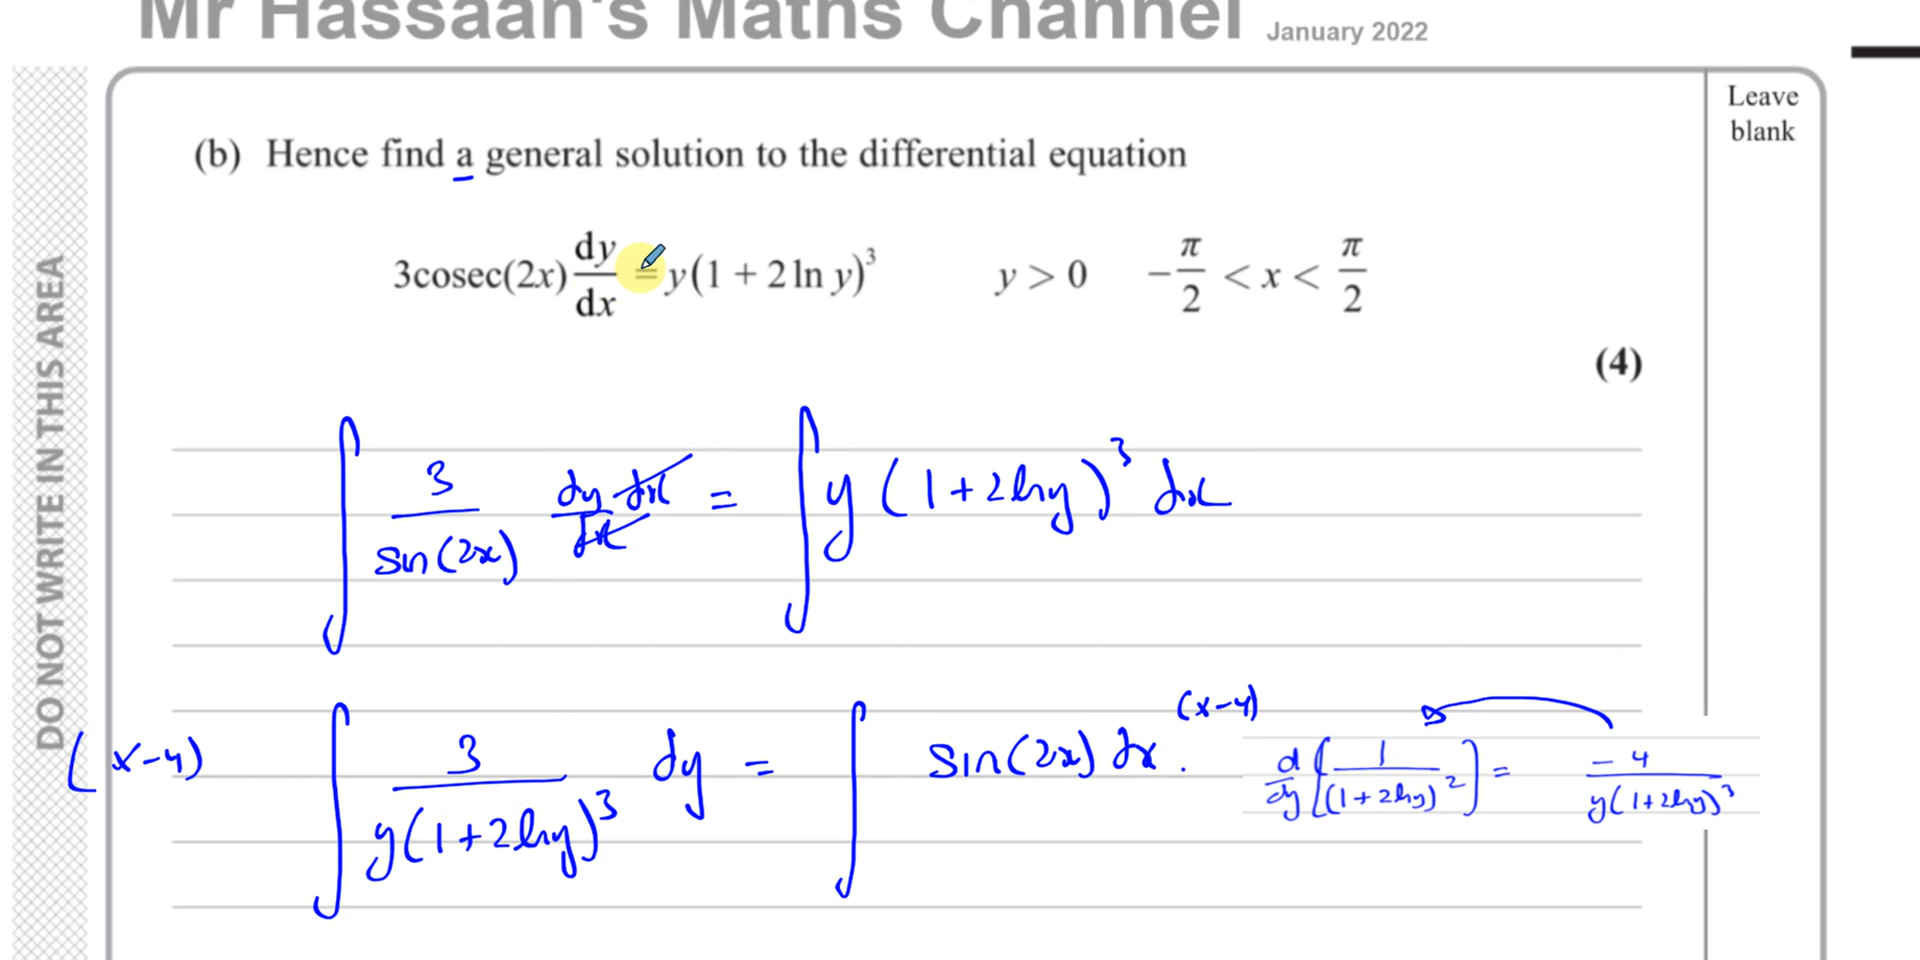 Mr Hassaan's Maths Channel January 2022
Leave
blank
DO NOT WRITE IN THIS AREA
(b) Hence find a general solution to the differential equation
3cosec(2x) dy/dx = y(1 + 2 ln y)³    y > 0    −π/2 < x < π/2
(4)
∫ 3/sin(2x) dy/dx dx = ∫ y(1+2lny)³ dx
(x-4) ∫ 3/(y(1+2lny)³) dy = ∫ sin(2x) dx . (x-4)
d/dy [1/(1+2lny)²] = -4/(y(1+2lny)³)